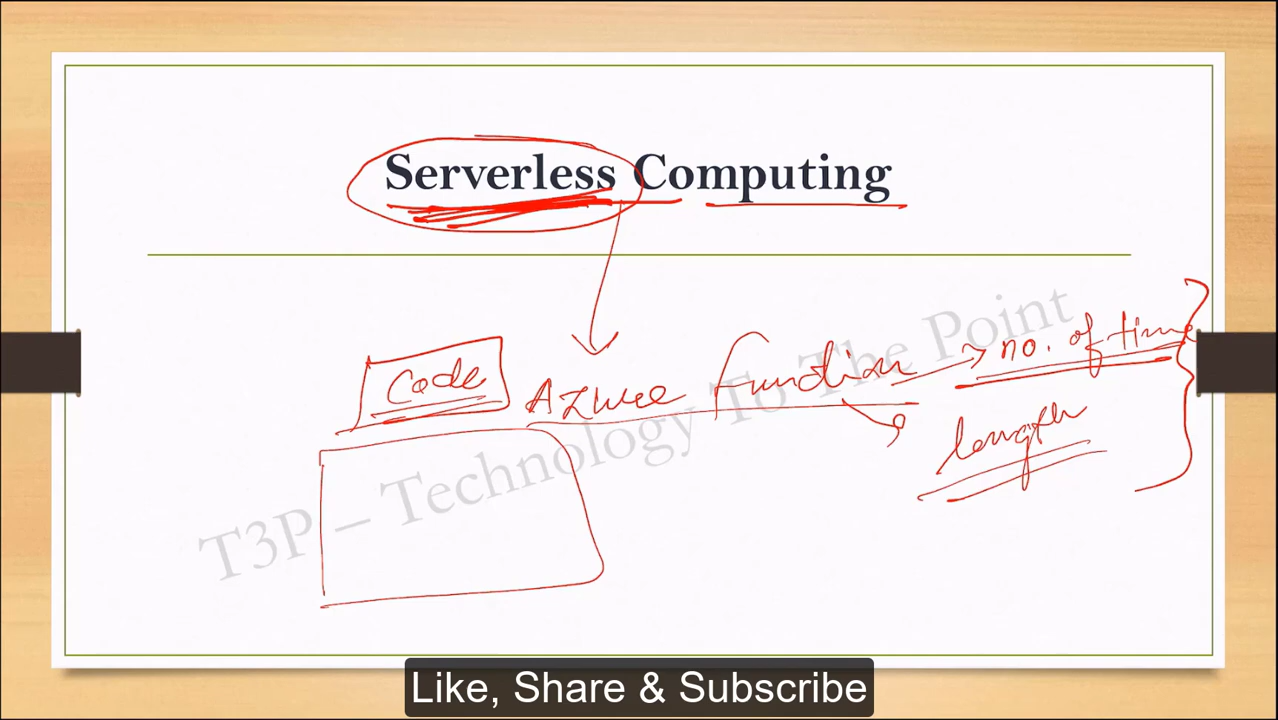 Serverless Computing
no. of time
Code
Azure function
length
T3P – Technology To The Point
Like, Share & Subscribe